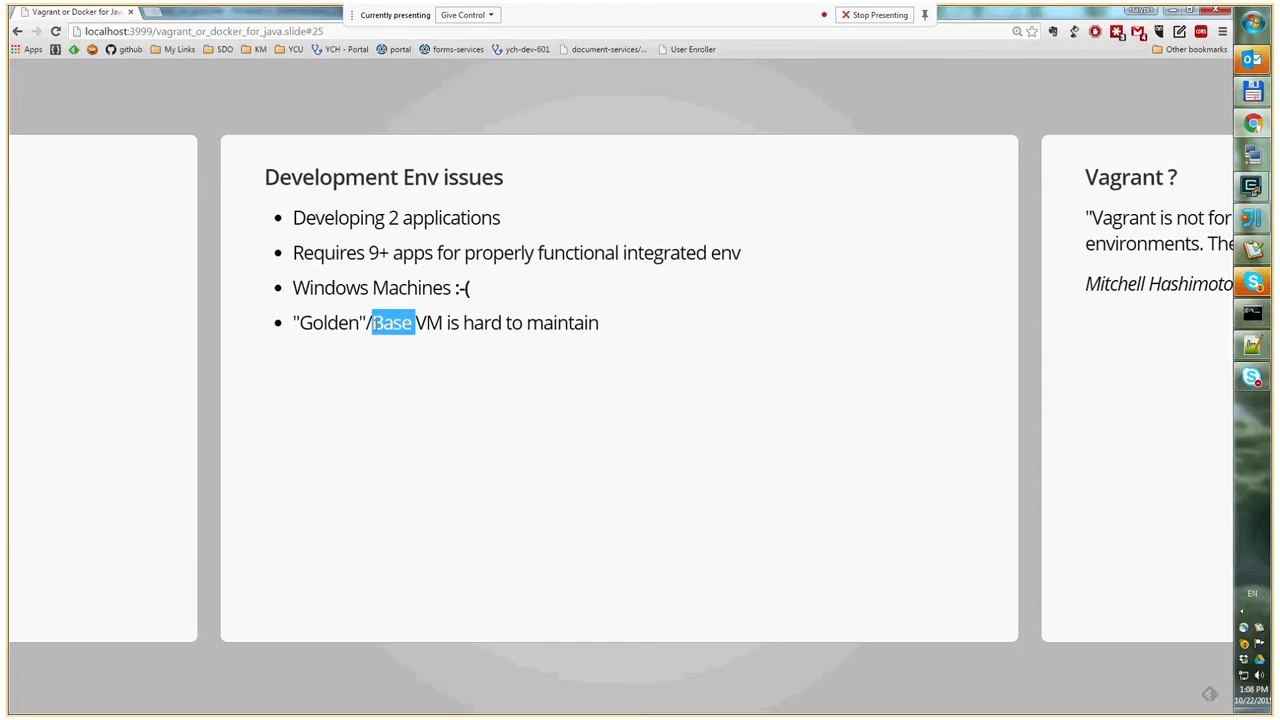 Vagrant or Docker for Jav
Currently presenting
Give Control
Stop Presenting
localhost:3999/vagrant_or_docker_for_java.slide#25
Apps
github
My Links
SDO
KM
YCU
YCH - Portal
portal
forms-services
ych-dev-601
document-services/...
User Enroller
Other bookmarks
Development Env issues
• Developing 2 applications
• Requires 9+ apps for properly functional integrated env
• Windows Machines :-(
• "Golden"/Base VM is hard to maintain
Vagrant ?
"Vagrant is not for
environments. The
Mitchell Hashimoto
EN
1:08 PM
10/22/201